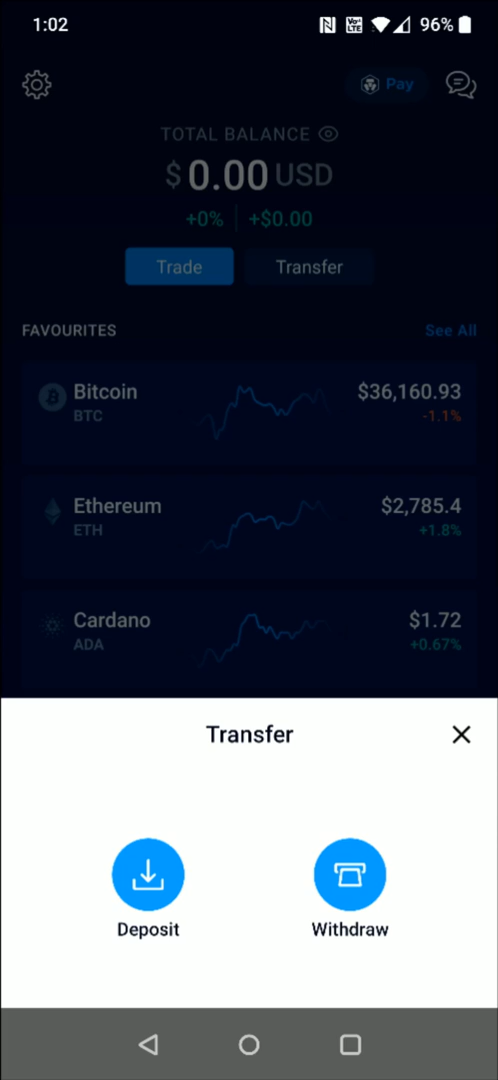 1:02 Vo) LTE 96%
Pay
TOTAL BALANCE
$0.00 USD
+0% +$0.00
Trade Transfer
FAVOURITES See All
Bitcoin $36,160.93
BTC -1.1%
Ethereum $2,785.4
ETH +1.8%
Cardano $1.72
ADA +0.67%
Transfer
Deposit Withdraw